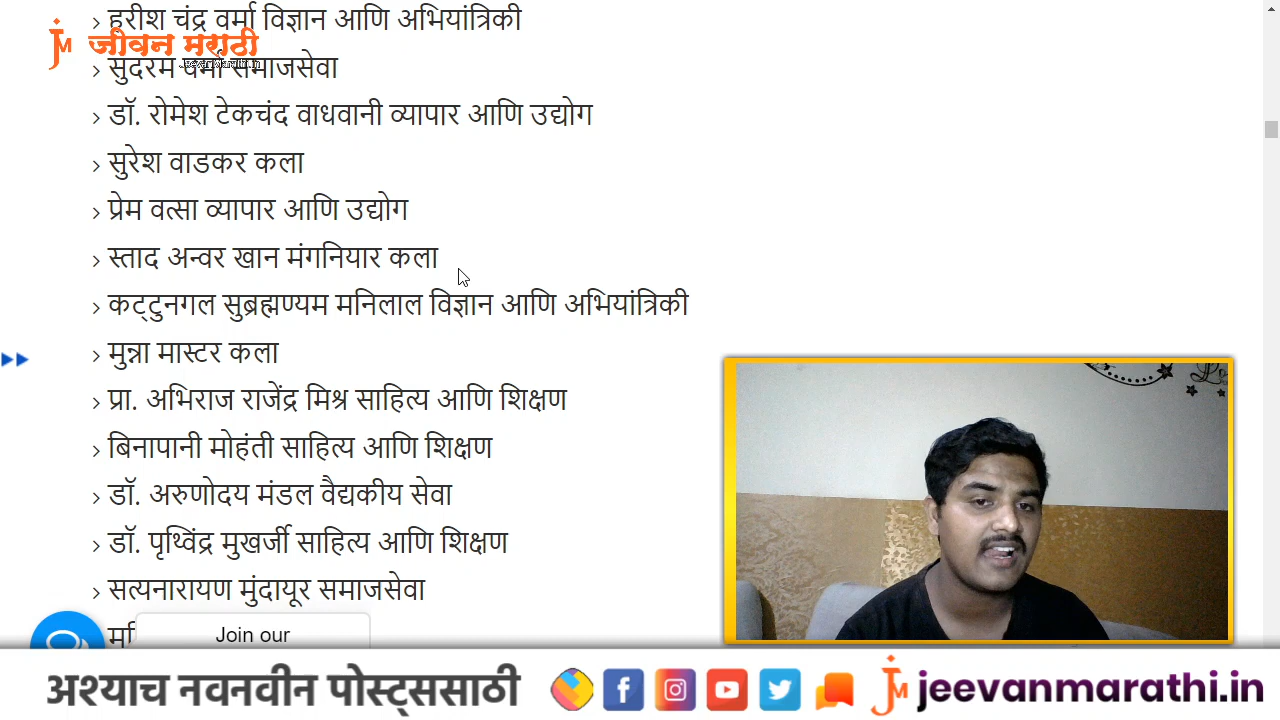 हरीश चंद्र वर्मा विज्ञान आणि अभियांत्रिकी
जीवन मराठी
Jeevanmarathi.in
सुंदरम वर्मा समाजसेवा
डॉ. रोमेश टेकचंद वाधवानी व्यापार आणि उद्योग
सुरेश वाडकर कला
प्रेम वत्सा व्यापार आणि उद्योग
स्ताद अन्वर खान मंगनियार कला
कट्टुनगल सुब्रह्मण्यम मनिलाल विज्ञान आणि अभियांत्रिकी
मुन्ना मास्टर कला
प्रा. अभिराज राजेंद्र मिश्र साहित्य आणि शिक्षण
बिनापानी मोहंती साहित्य आणि शिक्षण
डॉ. अरुणोदय मंडल वैद्यकीय सेवा
डॉ. पृथ्विंद्र मुखर्जी साहित्य आणि शिक्षण
सत्यनारायण मुंदायूर समाजसेवा
Join our
अश्याच नवनवीन पोस्ट्ससाठी
jeevanmarathi.in